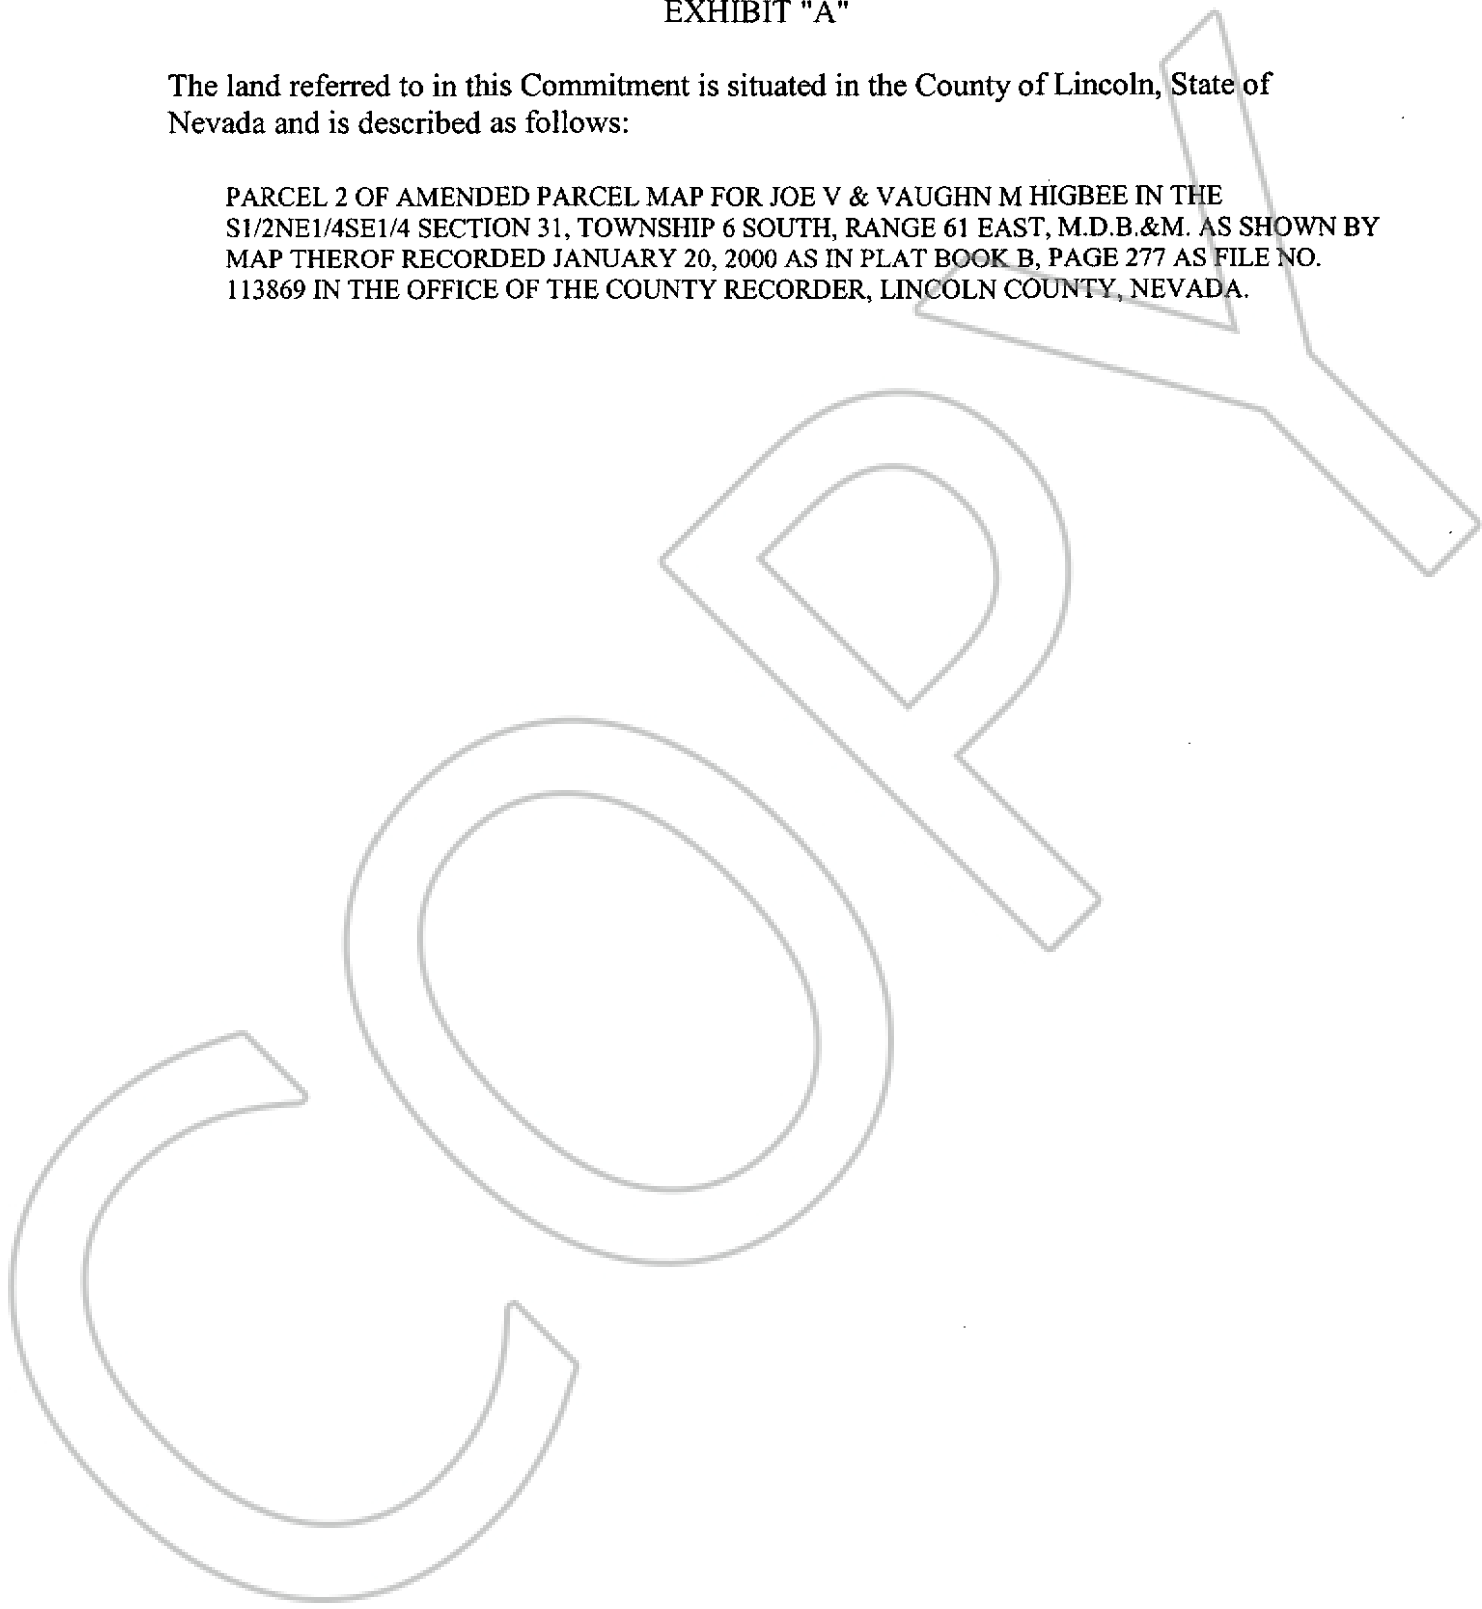 EXHIBIT "A"
The land referred to in this Commitment is situated in the County of Lincoln, State of
Nevada and is described as follows:
PARCEL 2 OF AMENDED PARCEL MAP FOR JOE V & VAUGHN M HIGBEE IN THE
S1/2NE1/4SE1/4 SECTION 31, TOWNSHIP 6 SOUTH, RANGE 61 EAST, M.D.B.&M. AS SHOWN BY
MAP THEROF RECORDED JANUARY 20, 2000 AS IN PLAT BOOK B, PAGE 277 AS FILE NO.
113869 IN THE OFFICE OF THE COUNTY RECORDER, LINCOLN COUNTY, NEVADA.
COPY